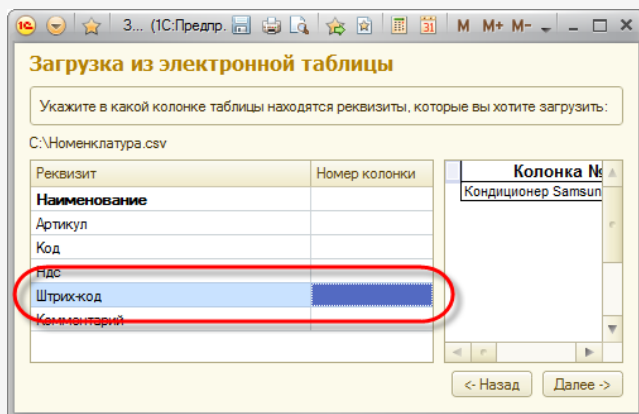 З... (1С:Предпр. 31 M M+ M-
Загрузка из электронной таблицы
Укажите в какой колонке таблицы находятся реквизиты, которые вы хотите загрузить:
C:\Номенклатура.csv
Реквизит Номер колонки
Наименование
Артикул
Код
Ндс
Штрих-код
Комментарий
Колонка №
Кондиционер Samsun
<- Назад Далее ->